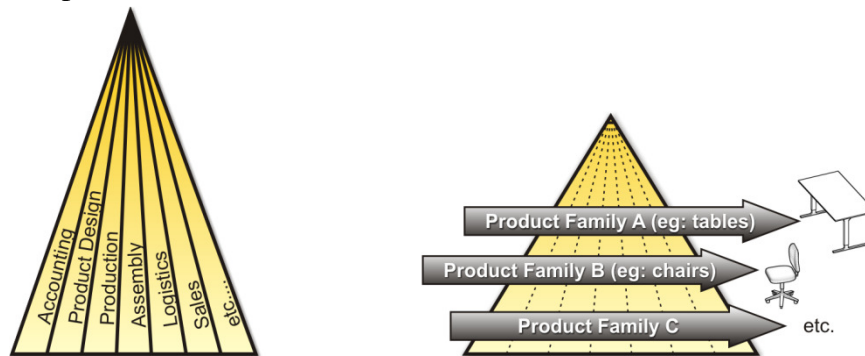 Accounting
Product Design
Production
Assembly
Logistics
Sales
etc....
Product Family A (eg: tables)
Product Family B (eg: chairs)
Product Family C
etc.